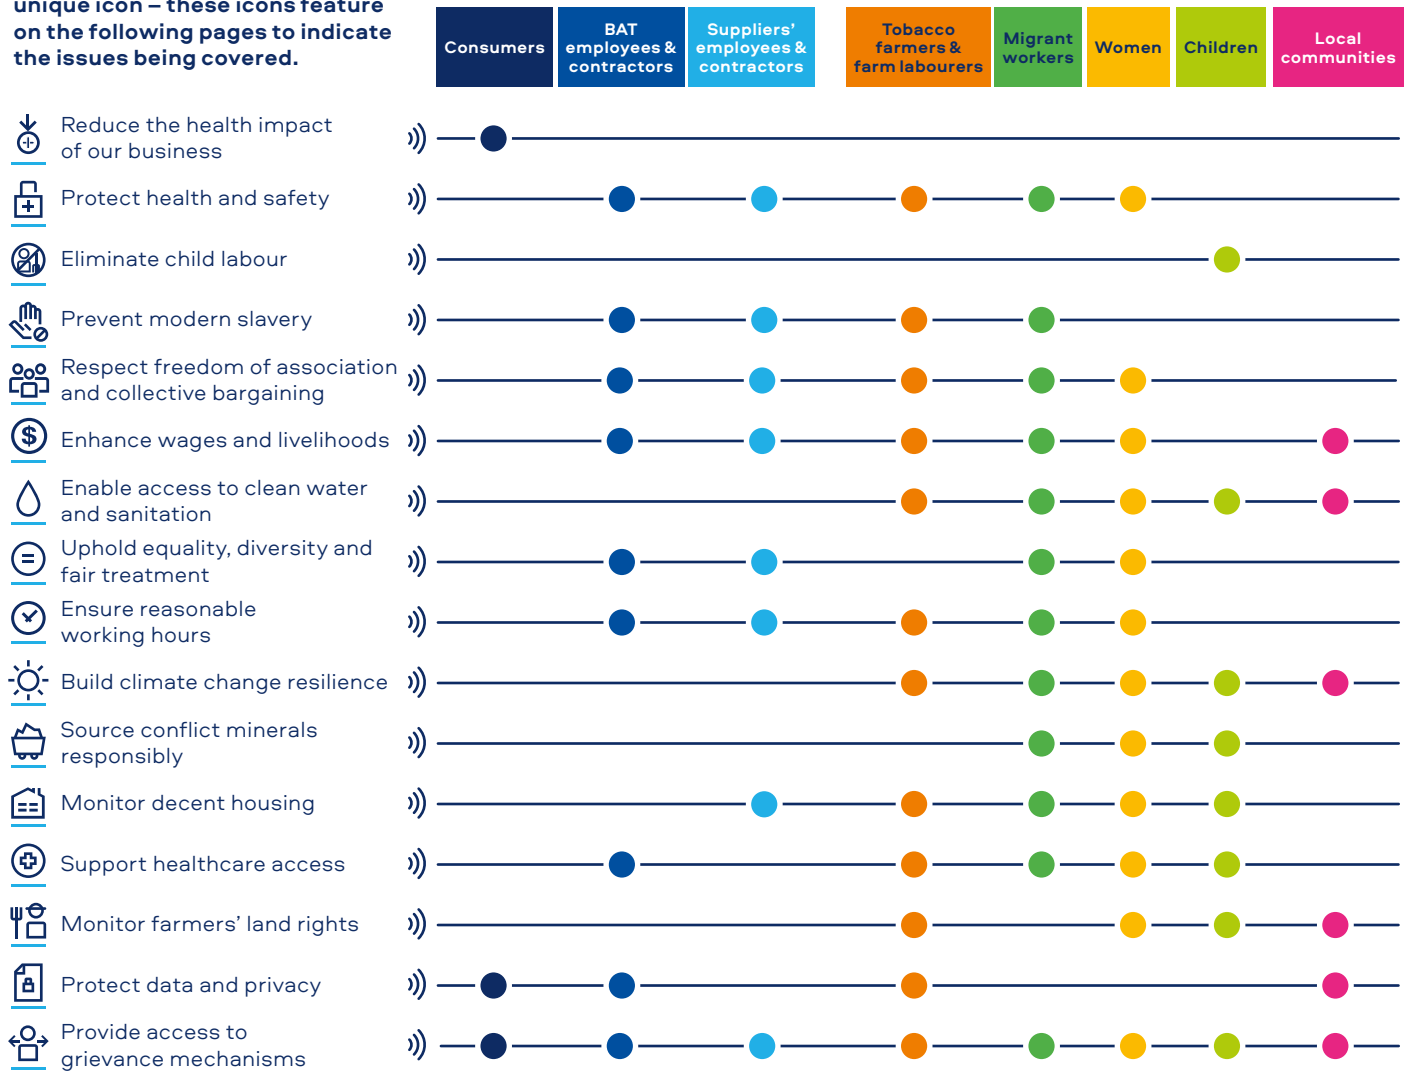 unique icon – these icons feature
on the following pages to indicate
the issues being covered.
Consumers
BAT
employees &
contractors
Suppliers’
employees &
contractors
Tobacco
farmers &
farm labourers
Migrant
workers
Women
Children
Local
communities
Reduce the health impact
of our business
Protect health and safety
Eliminate child labour
Prevent modern slavery
Respect freedom of association
and collective bargaining
$
Enhance wages and livelihoods
Enable access to clean water
and sanitation
Uphold equality, diversity and
fair treatment
Ensure reasonable
working hours
Build climate change resilience
Source conflict minerals
responsibly
Monitor decent housing
Support healthcare access
Monitor farmers’ land rights
Protect data and privacy
Provide access to
grievance mechanisms